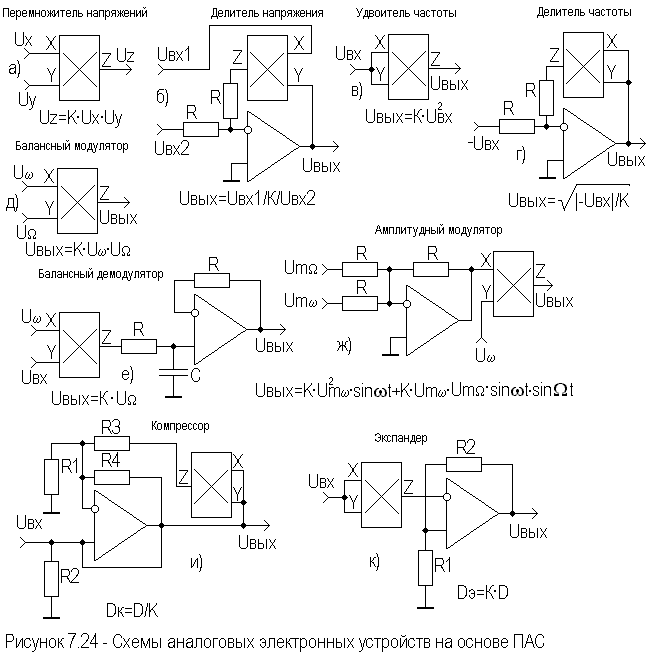 Перемножитель напряжений
Ux
X
Z
Uz
Y
Uy
а)
Uz=K·Ux·Uy
Делитель напряжения
Uвх1
X
Z
Y
б)
R
R
Uвх2
Uвых
Uвых=Uвх1/K/Uвх2
Удвоитель частоты
Uвх
X
Z
Y
Uвых
в)
Uвых=K·U²вх
Делитель частоты
X
Z
Y
R
R
-Uвх
г)
Uвых
Uвых=√|-Uвх|/K
Балансный модулятор
Uω
X
Z
д)
Y
Uвых
UΩ
Uвых=K·Uω·UΩ
Балансный демодулятор
R
Uω
X
Z
R
Y
Uвх
е)
C
Uвых
Uвых=K·UΩ
Амплитудный модулятор
UmΩ
R
R
X
Z
Umω
R
Y
Uвых
ж)
Uω
Uвых=K·U²mω·sinωt+K·Umω·UmΩ·sinωt·sinΩt
Компрессор
R3
R1
R4
X
Z
Y
Uвх
Uвых
R2
и)
Dк=D/K
Экспандер
R2
X
Uвх
Z
Y
Uвых
к)
R1
Dэ=K·D
Рисунок 7.24 - Схемы аналоговых электронных устройств на основе ПАС